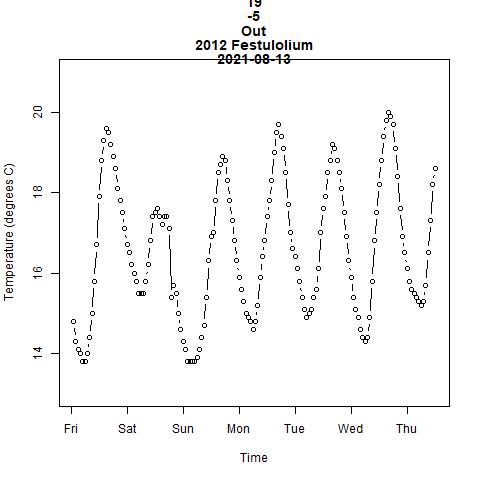 19
-5
Out
2012 Festulolium
2021-08-13
Temperature (degrees C)
20
18
16
14
Fri Sat Sun Mon Tue Wed Thu
Time